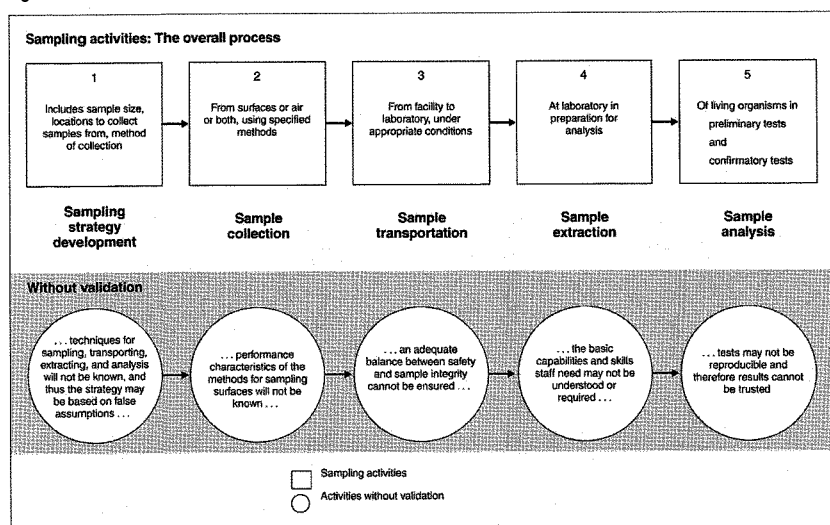 Sampling activities: The overall process
1
Includes sample size,
locations to collect
samples from, method
of collection
2
From surfaces or air
or both, using specified
methods
3
From facility to
laboratory, under
appropriate conditions
4
At laboratory in
preparation for
analysis
5
Of living organisms in
preliminary tests
and
confirmatory tests
Sampling
strategy
development
Sample
collection
Sample
transportation
Sample
extraction
Sample
analysis
Without validation
. . . techniques for
sampling, transporting,
extracting, and analysis
will not be known, and
thus the strategy may
be based on false
assumptions . . .
. . . performance
characteristics of the
methods for sampling
surfaces will not be
known . . .
. . . an adequate
balance between safety
and sample integrity
cannot be ensured . . .
. . . the basic
capabilities and skills
staff need may not be
understood or
required . . .
. . . tests may not be
reproducible and
therefore results cannot
be trusted
Sampling activities
Activities without validation